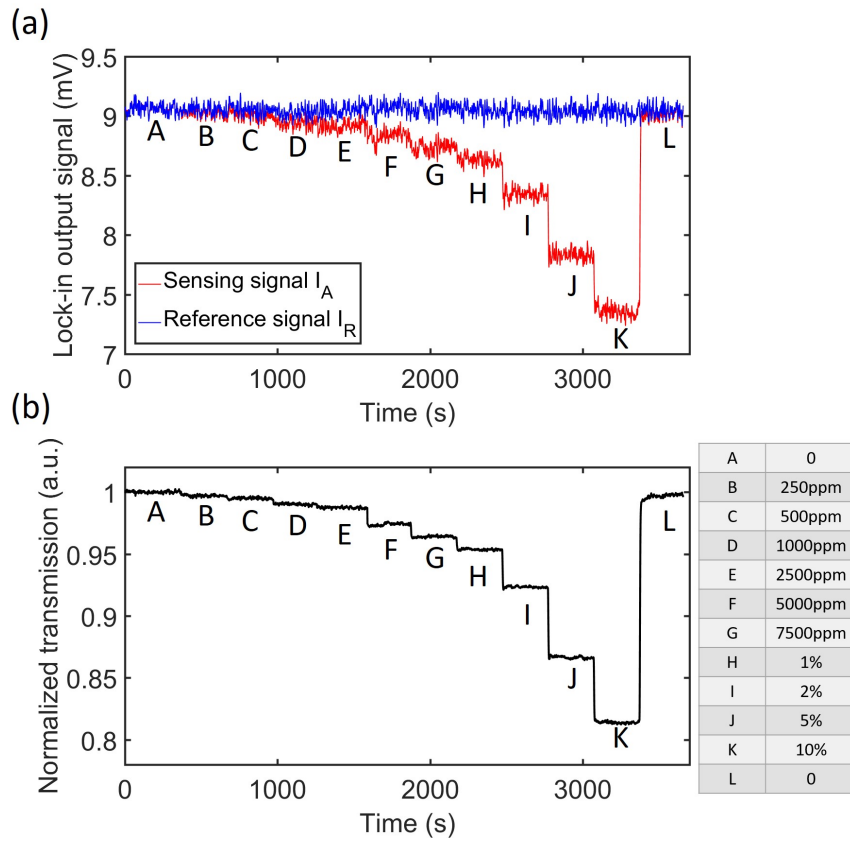 (a)
Lock-in output signal (mV)
9.5
9
8.5
8
7.5
7
A
B
C
D
E
F
G
H
I
J
K
L
Sensing signal I_A
Reference signal I_R
0
1000
2000
3000
Time (s)
(b)
Normalized transmission (a.u.)
1
0.95
0.9
0.85
0.8
A
B
C
D
E
F
G
H
I
J
K
L
0
1000
2000
3000
Time (s)
A 0
B 250ppm
C 500ppm
D 1000ppm
E 2500ppm
F 5000ppm
G 7500ppm
H 1%
I 2%
J 5%
K 10%
L 0